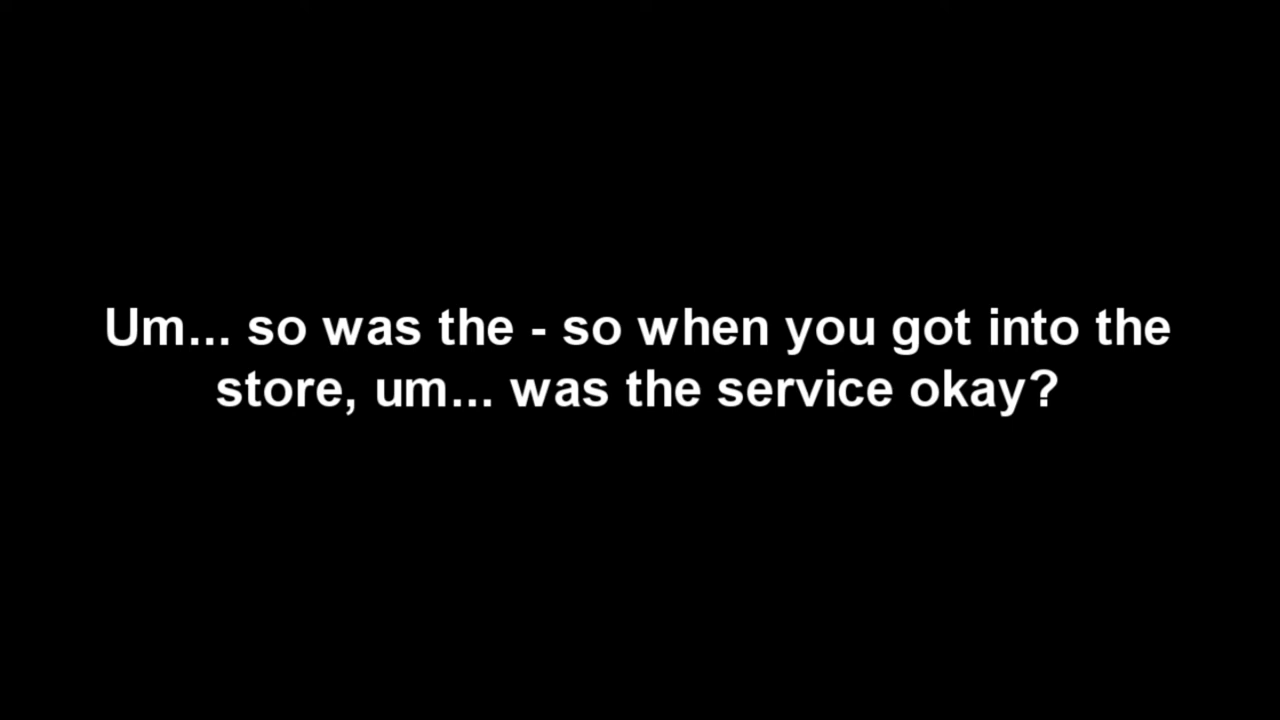 Um... so was the - so when you got into the
store, um... was the service okay?